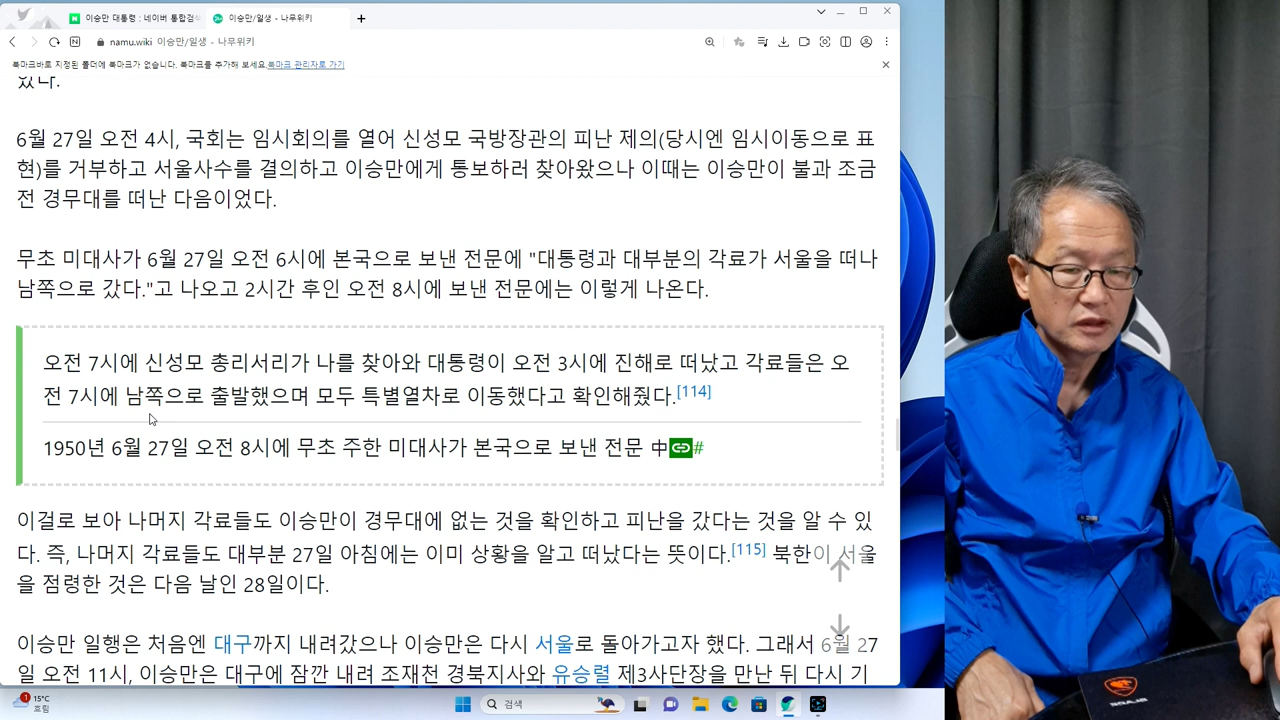 이승만 대통령 : 네이버 통합검색
이승만/일생 - 나무위키
namu.wiki 이승만/일생 - 나무위키
북마크바로 지정된 폴더에 북마크가 없습니다. 북마크를 추가해 보세요. 북마크 관리자로 가기
있나.
6월 27일 오전 4시, 국회는 임시회의를 열어 신성모 국방장관의 피난 제의(당시엔 임시이동으로 표
현)를 거부하고 서울사수를 결의하고 이승만에게 통보하러 찾아왔으나 이때는 이승만이 불과 조금
전 경무대를 떠난 다음이었다.
무초 미대사가 6월 27일 오전 6시에 본국으로 보낸 전문에 "대통령과 대부분의 각료가 서울을 떠나
남쪽으로 갔다."고 나오고 2시간 후인 오전 8시에 보낸 전문에는 이렇게 나온다.
오전 7시에 신성모 총리서리가 나를 찾아와 대통령이 오전 3시에 진해로 떠났고 각료들은 오
전 7시에 남쪽으로 출발했으며 모두 특별열차로 이동했다고 확인해줬다.[114]
1950년 6월 27일 오전 8시에 무초 주한 미대사가 본국으로 보낸 전문 中#
이걸로 보아 나머지 각료들도 이승만이 경무대에 없는 것을 확인하고 피난을 갔다는 것을 알 수 있
다. 즉, 나머지 각료들도 대부분 27일 아침에는 이미 상황을 알고 떠났다는 뜻이다.[115] 북한이 서울
을 점령한 것은 다음 날인 28일이다.
이승만 일행은 처음엔 대구까지 내려갔으나 이승만은 다시 서울로 돌아가고자 했다. 그래서 6월 27
일 오전 11시, 이승만은 대구에 잠깐 내려 조재천 경북지사와 유승렬 제3사단장을 만난 뒤 다시 기
1
15°C
흐림
검색